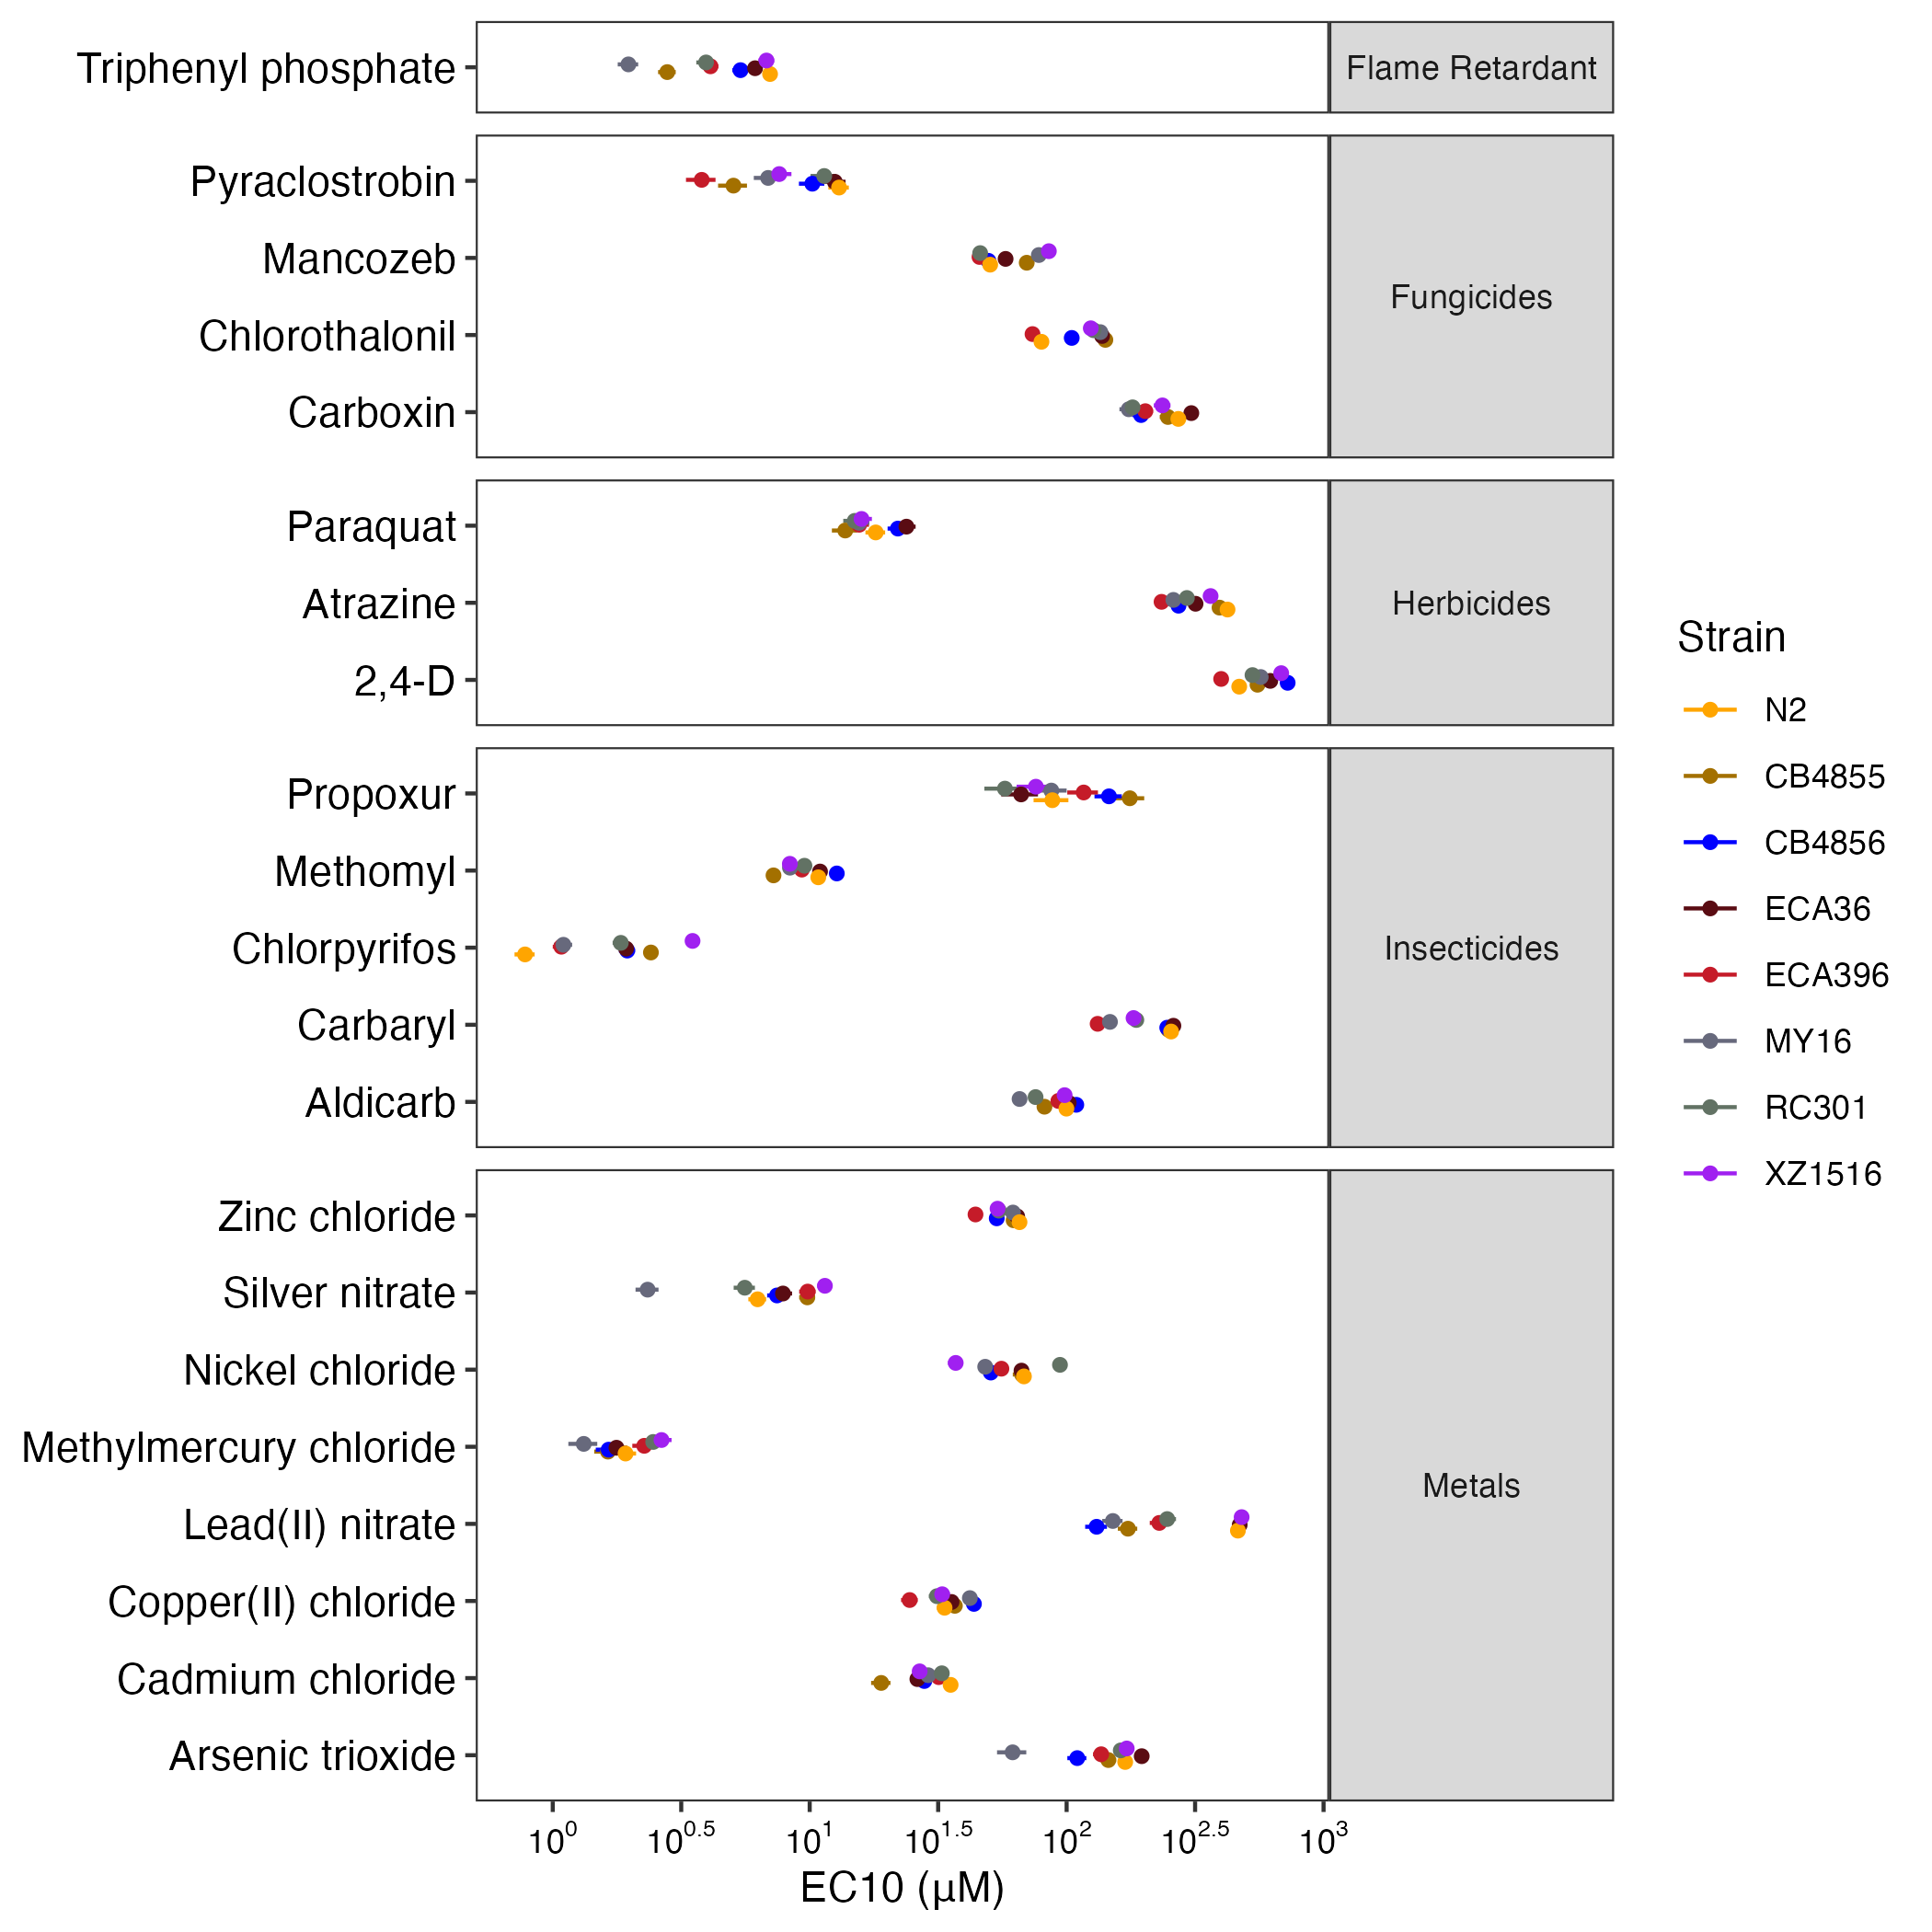 Triphenyl phosphate
Flame Retardant
Pyraclostrobin
Mancozeb
Chlorothalonil
Carboxin
Fungicides
Paraquat
Atrazine
2,4-D
Herbicides
Propoxur
Methomyl
Chlorpyrifos
Carbaryl
Aldicarb
Insecticides
Zinc chloride
Silver nitrate
Nickel chloride
Methylmercury chloride
Lead(II) nitrate
Copper(II) chloride
Cadmium chloride
Arsenic trioxide
Metals
10^0 10^0.5 10^1 10^1.5 10^2 10^2.5 10^3
EC10 (µM)
Strain
N2
CB4855
CB4856
ECA36
ECA396
MY16
RC301
XZ1516